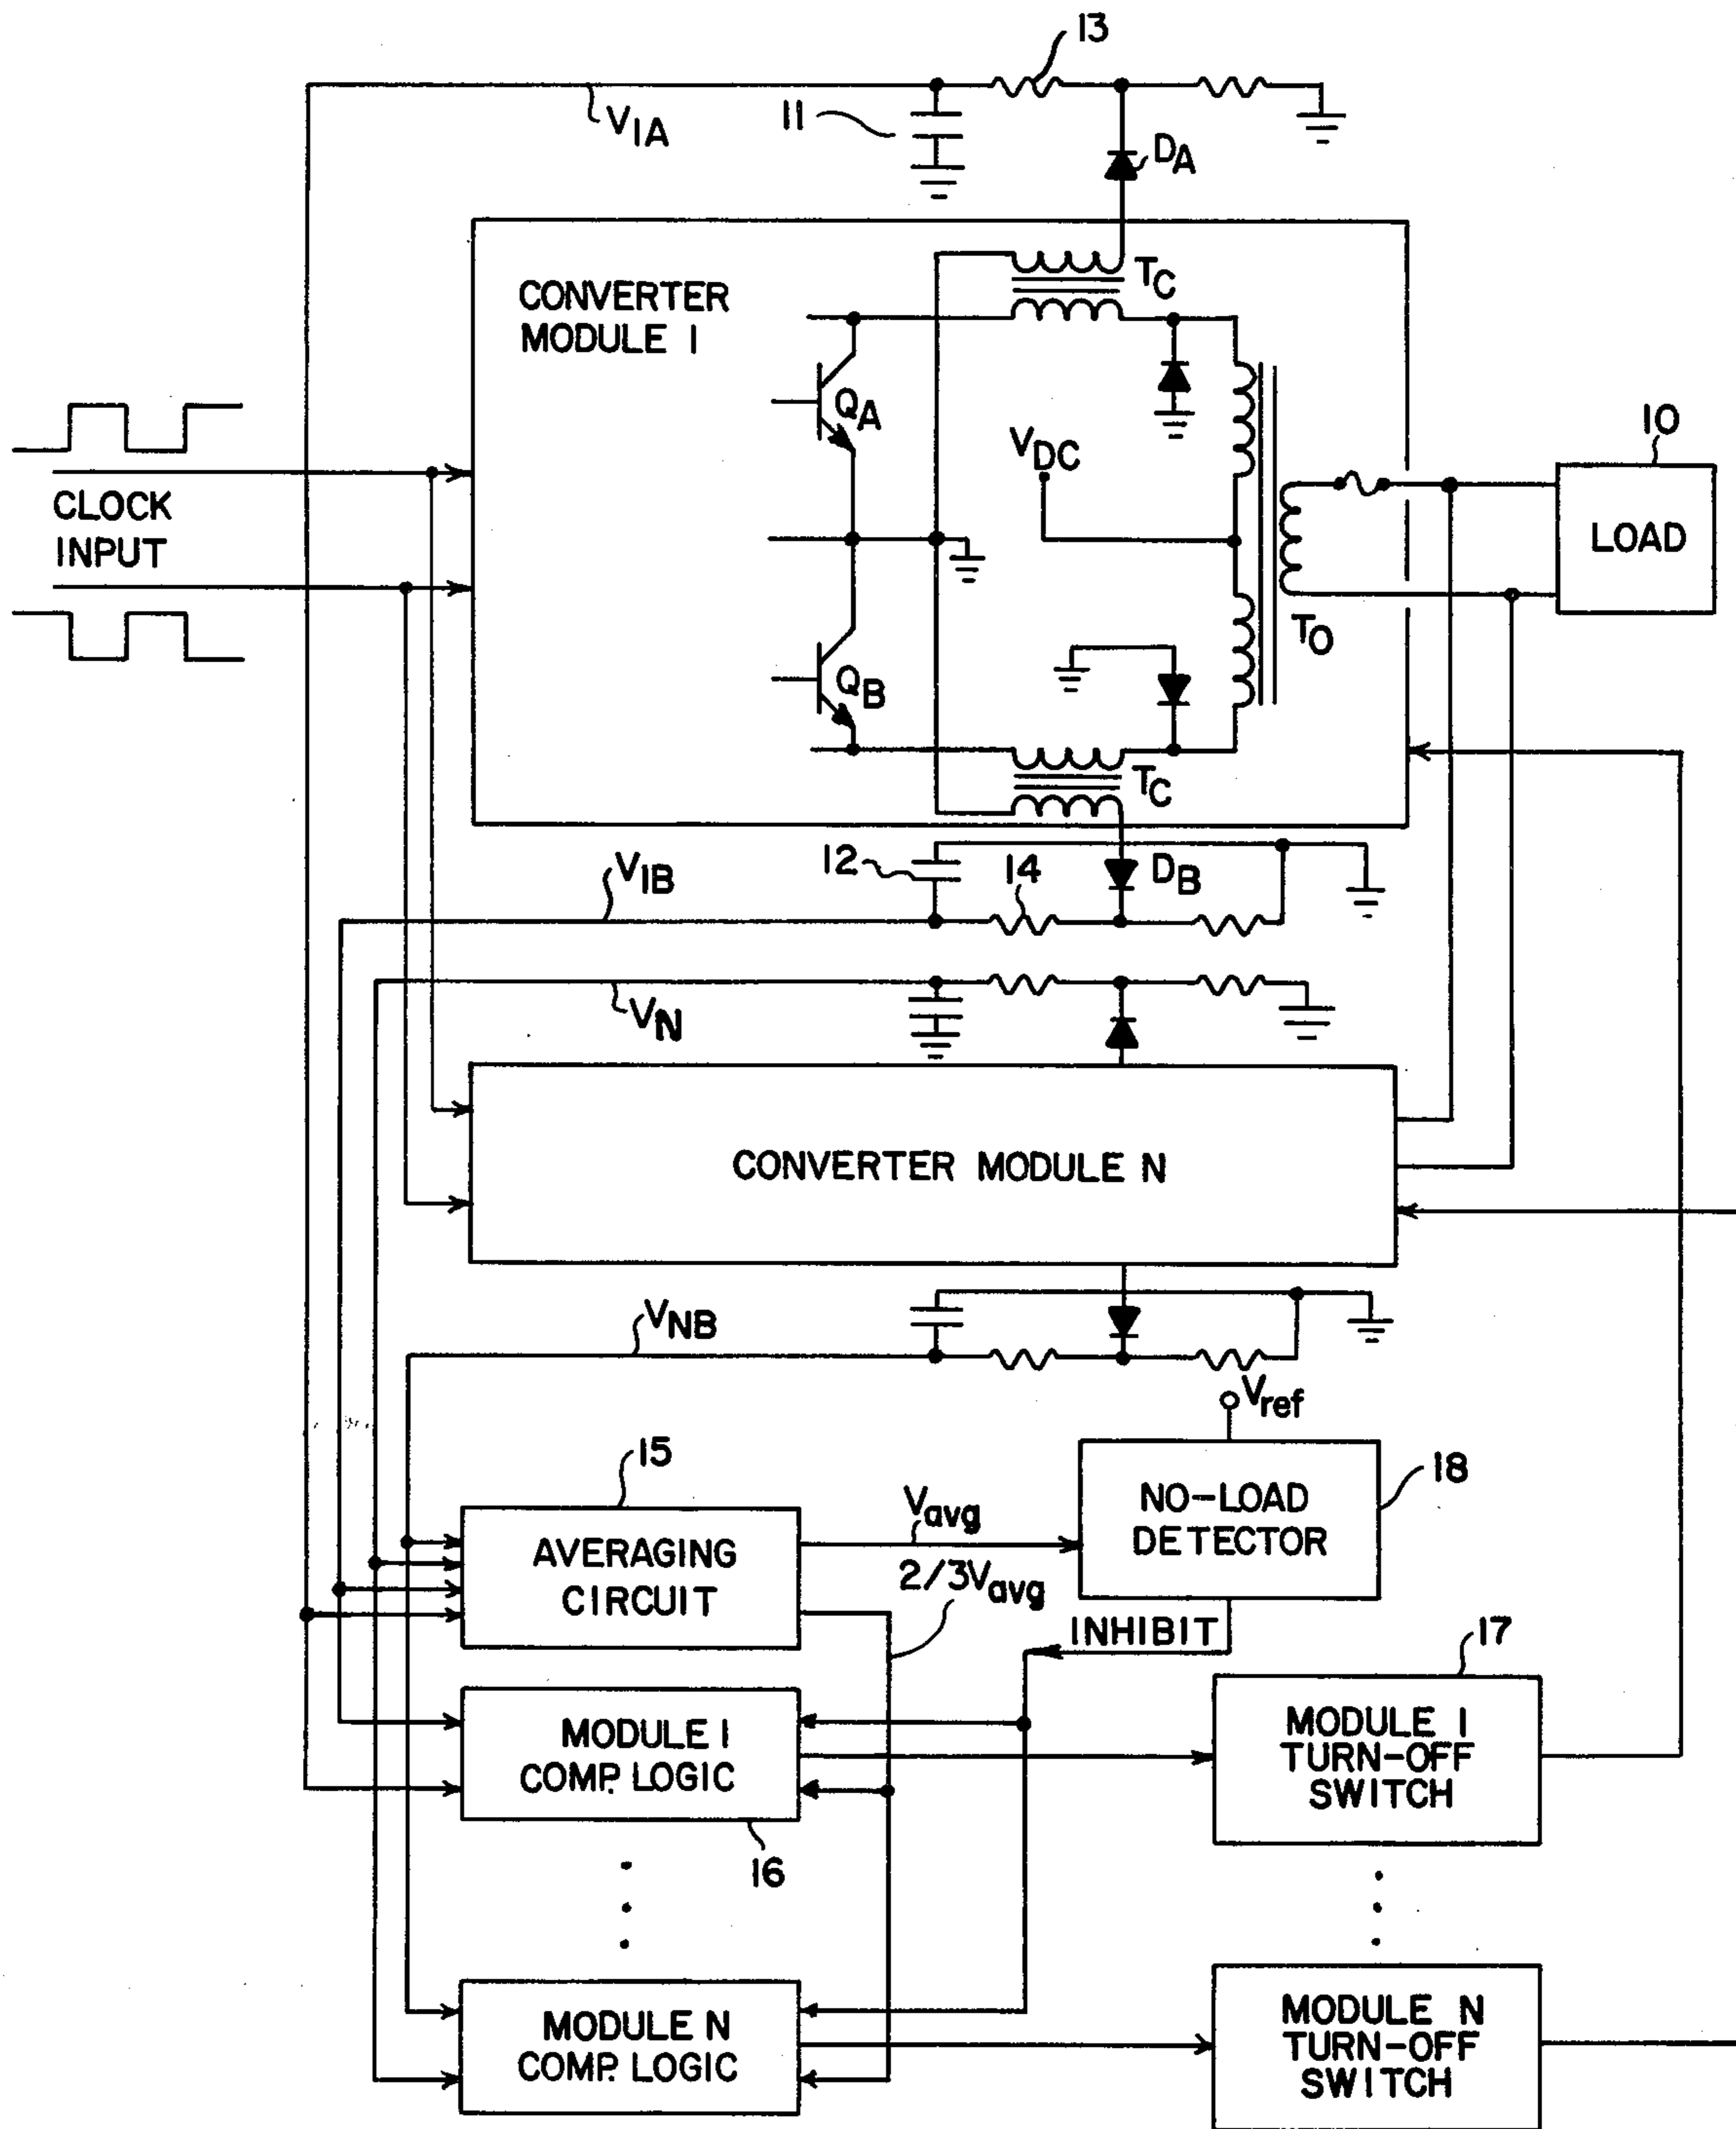 13
11
V1A
DA
CONVERTER
MODULE 1
TC
QA
VDC
10
LOAD
CLOCK
INPUT
TO
QB
TC
12
14
DB
V1B
VN
CONVERTER MODULE N
VNB
Vref
15
18
AVERAGING
CIRCUIT
Vavg
NO-LOAD
DETECTOR
2/3Vavg
INHIBIT
17
MODULE 1
COMP. LOGIC
MODULE 1
TURN-OFF
SWITCH
16
MODULE N
COMP. LOGIC
MODULE N
TURN-OFF
SWITCH